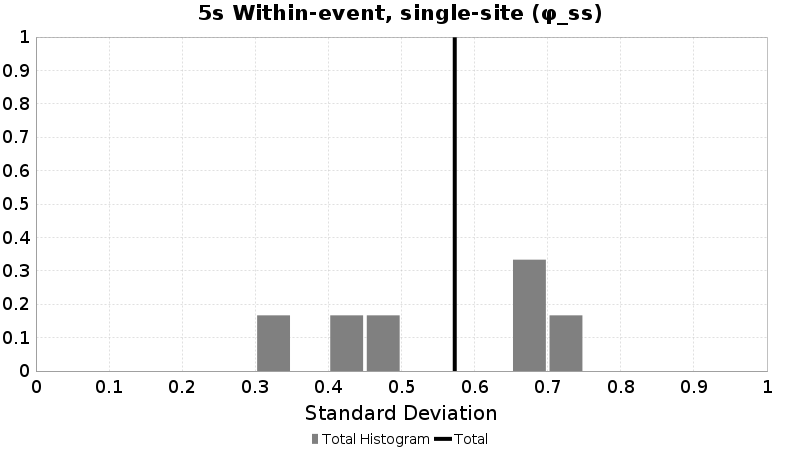 5s Within-event, single-site (φ_ss)
1
0.9
0.8
0.7
0.6
0.5
0.4
0.3
0.2
0.1
0
0 0.1 0.2 0.3 0.4 0.5 0.6 0.7 0.8 0.9 1
Standard Deviation
Total Histogram Total